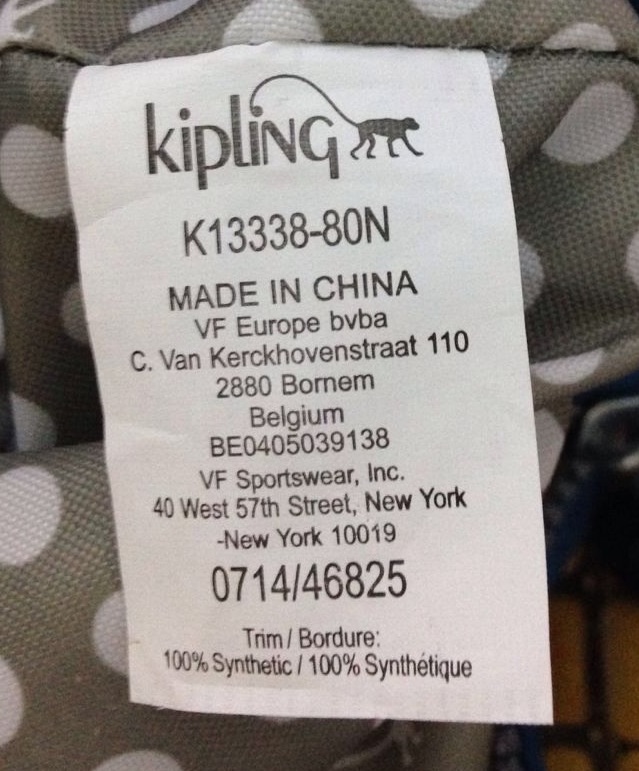 kipling
K13338-80N
MADE IN CHINA
VF Europe bvba
C. Van Kerckhovenstraat 110
2880 Bornem
Belgium
BE0405039138
VF Sportswear, Inc.
40 West 57th Street, New York
-New York 10019
0714/46825
Trim / Bordure:
100% Synthetic / 100% Synthétique